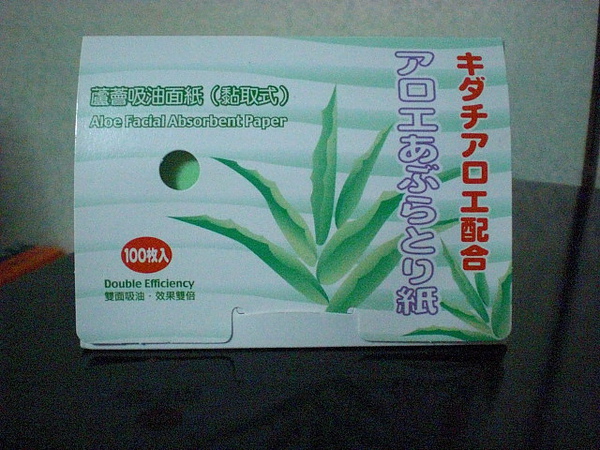 蘆薈吸油面紙（黏取式）
Aloe Facial Absorbent Paper
キダチアロエ配合
アロエあぶらとり紙
100枚入
Double Efficiency
雙面吸油・效果雙倍